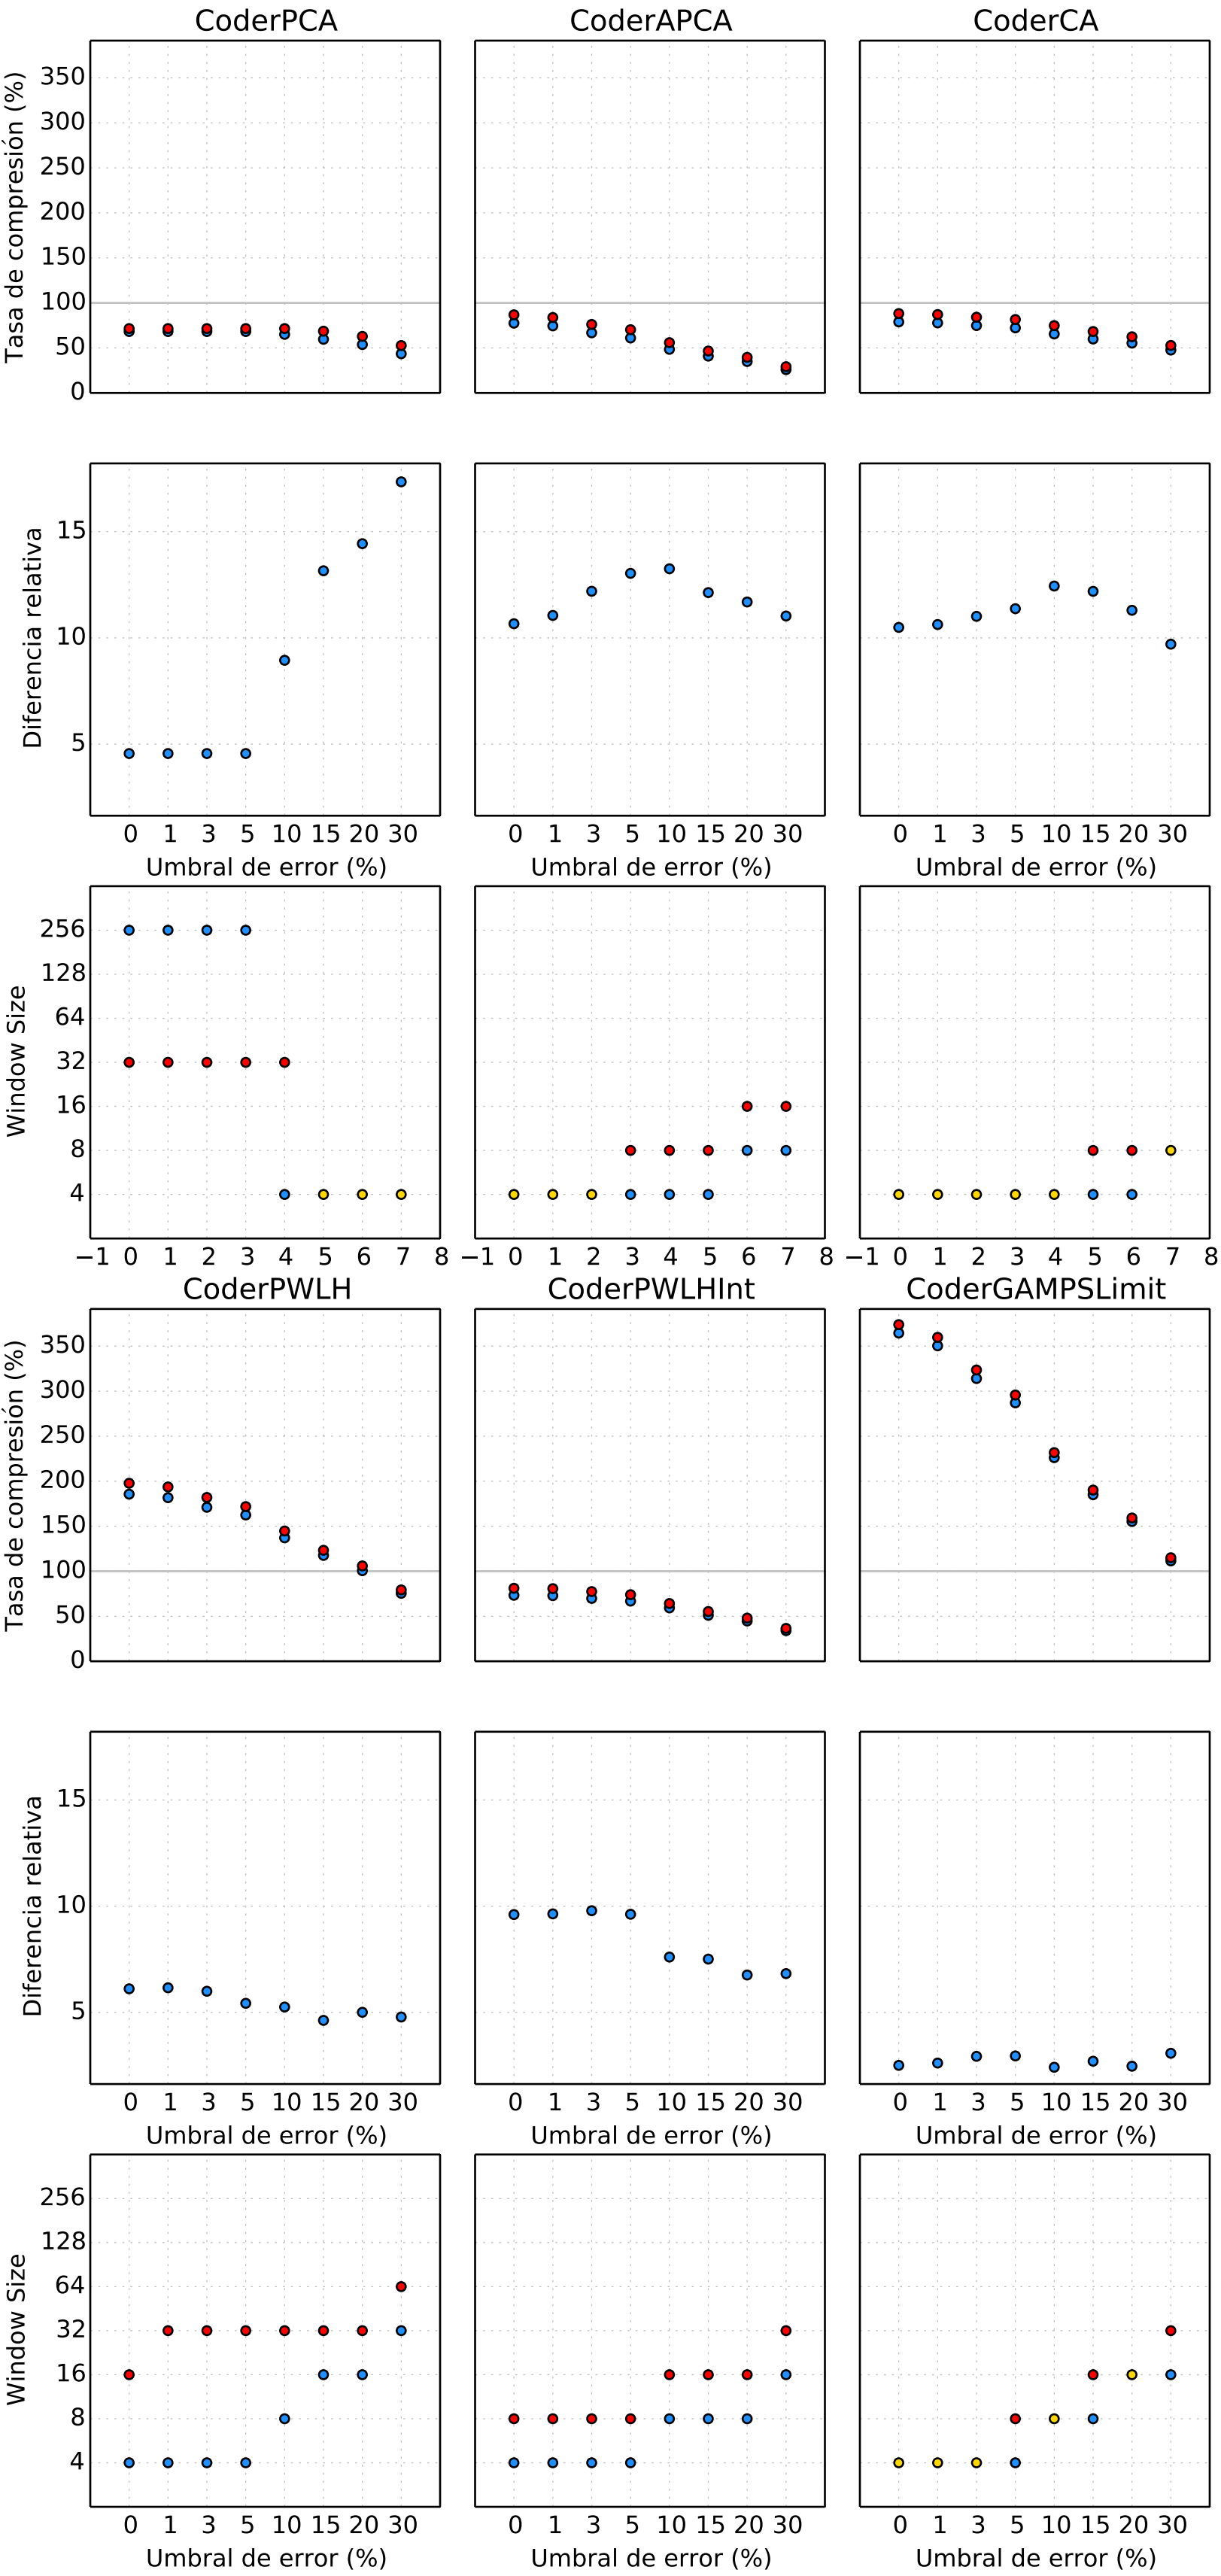 CoderPCA CoderAPCA CoderCA
Tasa de compresión (%)
350
300
250
200
150
100
50
0
Diferencia relativa
15
10
5
0 1 3 5 10 15 20 30 0 1 3 5 10 15 20 30 0 1 3 5 10 15 20 30
Umbral de error (%) Umbral de error (%) Umbral de error (%)
Window Size
256
128
64
32
16
8
4
−1 0 1 2 3 4 5 6 7 8 −1 0 1 2 3 4 5 6 7 8 −1 0 1 2 3 4 5 6 7 8
CoderPWLH CoderPWLHInt CoderGAMPSLimit
Tasa de compresión (%)
350
300
250
200
150
100
50
0
Diferencia relativa
15
10
5
0 1 3 5 10 15 20 30 0 1 3 5 10 15 20 30 0 1 3 5 10 15 20 30
Umbral de error (%) Umbral de error (%) Umbral de error (%)
Window Size
256
128
64
32
16
8
4
0 1 3 5 10 15 20 30 0 1 3 5 10 15 20 30 0 1 3 5 10 15 20 30
Umbral de error (%) Umbral de error (%) Umbral de error (%)